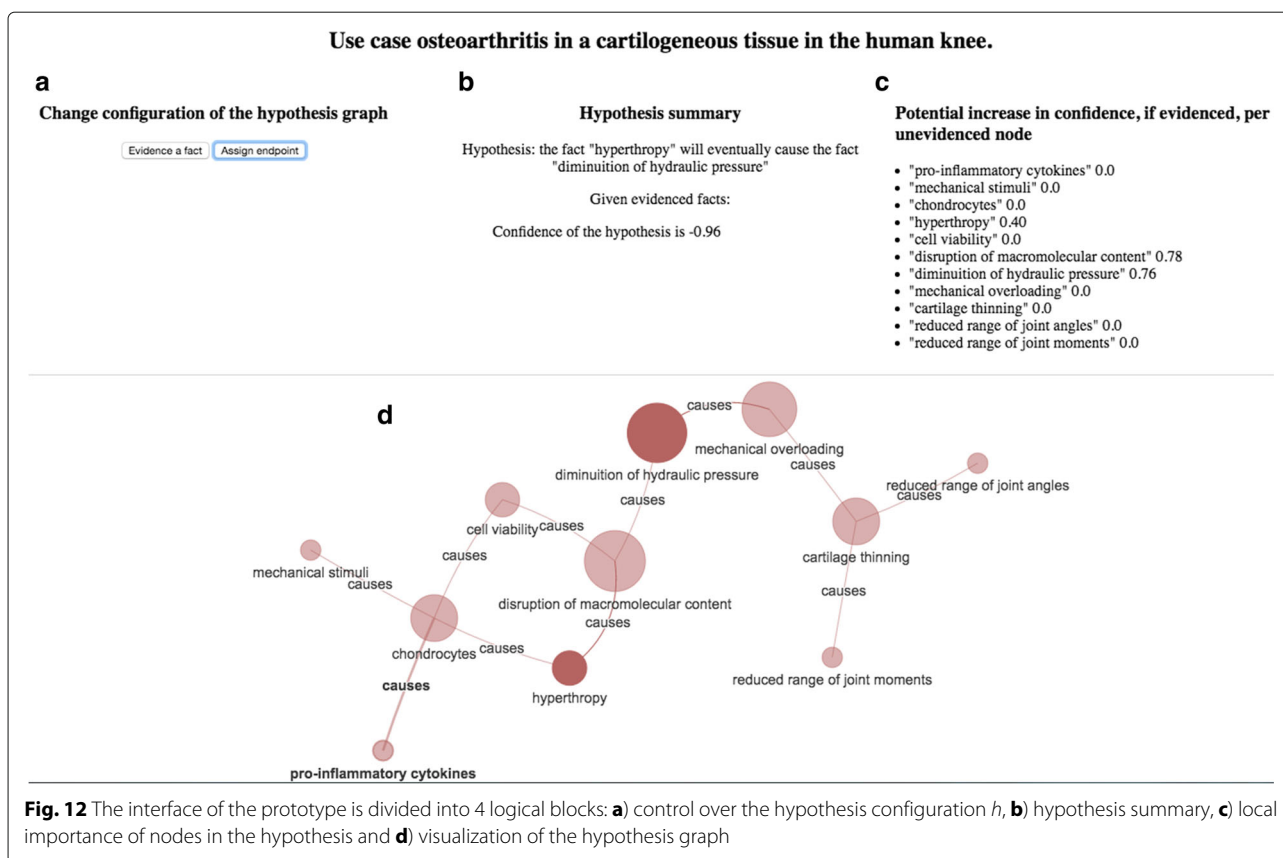 Use case osteoarthritis in a cartilogeneous tissue in the human knee.
a
Change configuration of the hypothesis graph
Evidence a fact
Assign endpoint
b
Hypothesis summary
Hypothesis: the fact "hyperthropy" will eventually cause the fact
"diminuition of hydraulic pressure"
Given evidenced facts:
Confidence of the hypothesis is -0.96
c
Potential increase in confidence, if evidenced, per
unevidenced node
• "pro-inflammatory cytokines" 0.0
• "mechanical stimuli" 0.0
• "chondrocytes" 0.0
• "hyperthropy" 0.40
• "cell viability" 0.0
• "disruption of macromolecular content" 0.78
• "diminuition of hydraulic pressure" 0.76
• "mechanical overloading" 0.0
• "cartilage thinning" 0.0
• "reduced range of joint angles" 0.0
• "reduced range of joint moments" 0.0
d
causes
mechanical overloading
diminuition of hydraulic pressure
causes
reduced range of joint angles
causes
causes
cell viability
causes
cartilage thinning
causes
mechanical stimuli
causes
causes
disruption of macromolecular content
causes
chondrocytes
causes
causes
hyperthropy
reduced range of joint moments
pro-inflammatory cytokines
Fig. 12 The interface of the prototype is divided into 4 logical blocks: a) control over the hypothesis configuration h, b) hypothesis summary, c) local
importance of nodes in the hypothesis and d) visualization of the hypothesis graph